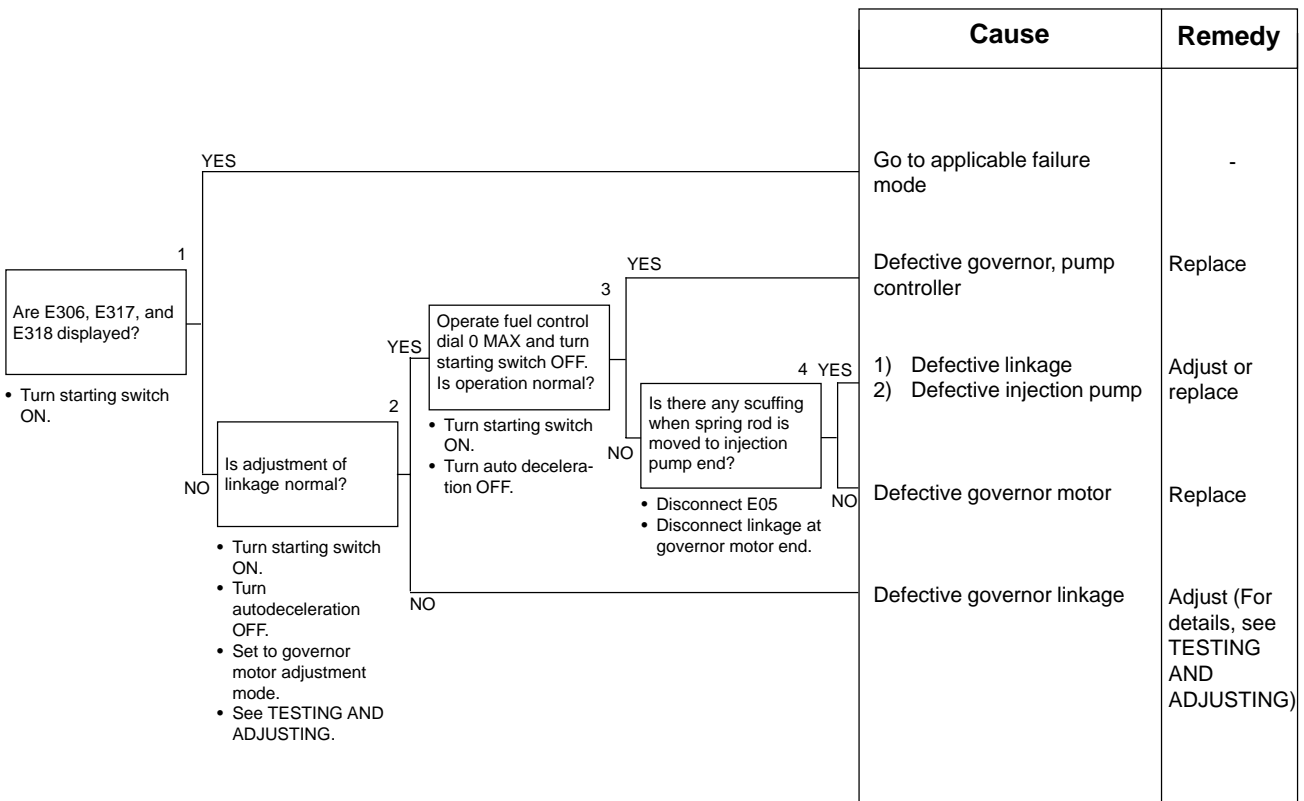 Cause
Remedy
YES
Go to applicable failure
mode
-
1
Are E306, E317, and
E318 displayed?
• Turn starting switch
ON.
NO
2
Is adjustment of
linkage normal?
• Turn starting switch
ON.
• Turn
autodeceleration
OFF.
• Set to governor
motor adjustment
mode.
• See TESTING AND
ADJUSTING.
YES
3
Operate fuel control
dial 0 MAX and turn
starting switch OFF.
Is operation normal?
• Turn starting switch
ON.
• Turn auto decelera-
tion OFF.
YES
Defective governor, pump
controller
Replace
NO
4
Is there any scuffing
when spring rod is
moved to injection
pump end?
• Disconnect E05
• Disconnect linkage at
governor motor end.
YES
1) Defective linkage
2) Defective injection pump
Adjust or
replace
NO
Defective governor motor
Replace
NO
Defective governor linkage
Adjust (For
details, see
TESTING
AND
ADJUSTING)